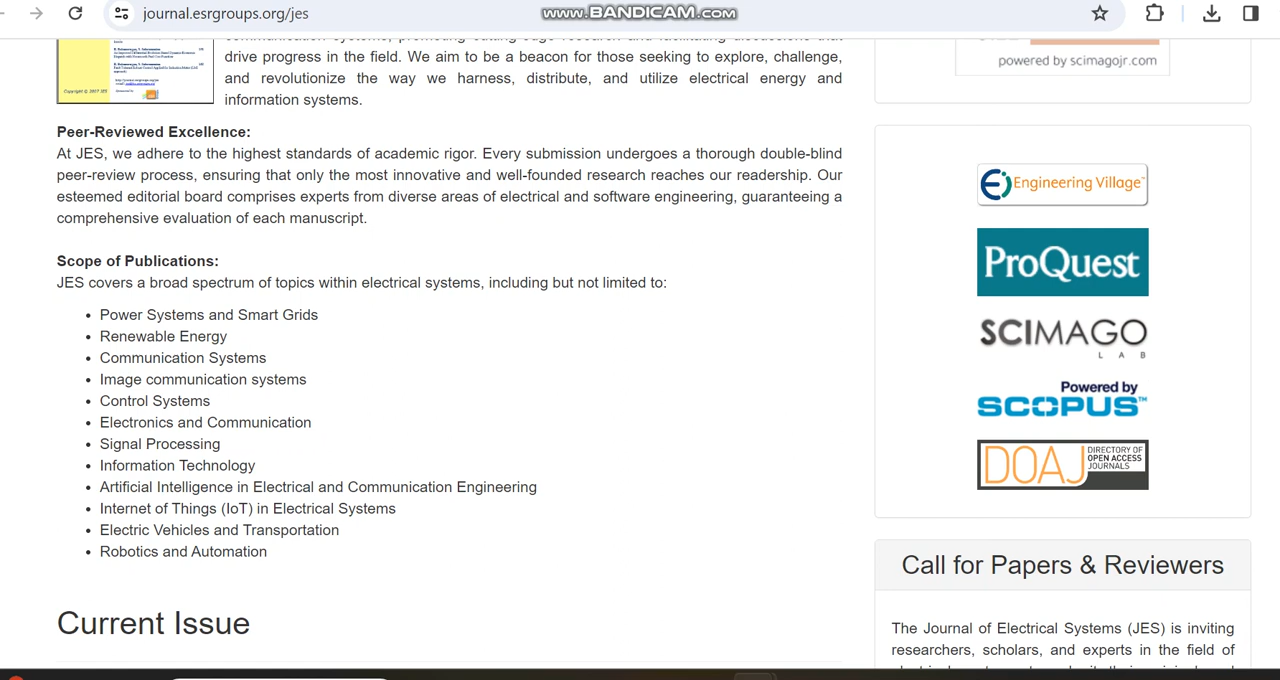 journal.esrgroups.org/jes
www.BANDICAM.com
drive progress in the field. We aim to be a beacon for those seeking to explore, challenge,
and revolutionize the way we harness, distribute, and utilize electrical energy and
information systems.
Copyright © 2007 JES
Peer-Reviewed Excellence:
At JES, we adhere to the highest standards of academic rigor. Every submission undergoes a thorough double-blind
peer-review process, ensuring that only the most innovative and well-founded research reaches our readership. Our
esteemed editorial board comprises experts from diverse areas of electrical and software engineering, guaranteeing a
comprehensive evaluation of each manuscript.
Scope of Publications:
JES covers a broad spectrum of topics within electrical systems, including but not limited to:
• Power Systems and Smart Grids
• Renewable Energy
• Communication Systems
• Image communication systems
• Control Systems
• Electronics and Communication
• Signal Processing
• Information Technology
• Artificial Intelligence in Electrical and Communication Engineering
• Internet of Things (IoT) in Electrical Systems
• Electric Vehicles and Transportation
• Robotics and Automation
Current Issue
powered by scimagojr.com
Engineering Village™
ProQuest
SCIMAGO
LAB
Powered by
SCOPUS™
DOAJ
DIRECTORY OF
OPEN ACCESS
JOURNALS
Call for Papers & Reviewers
The Journal of Electrical Systems (JES) is inviting
researchers, scholars, and experts in the field of